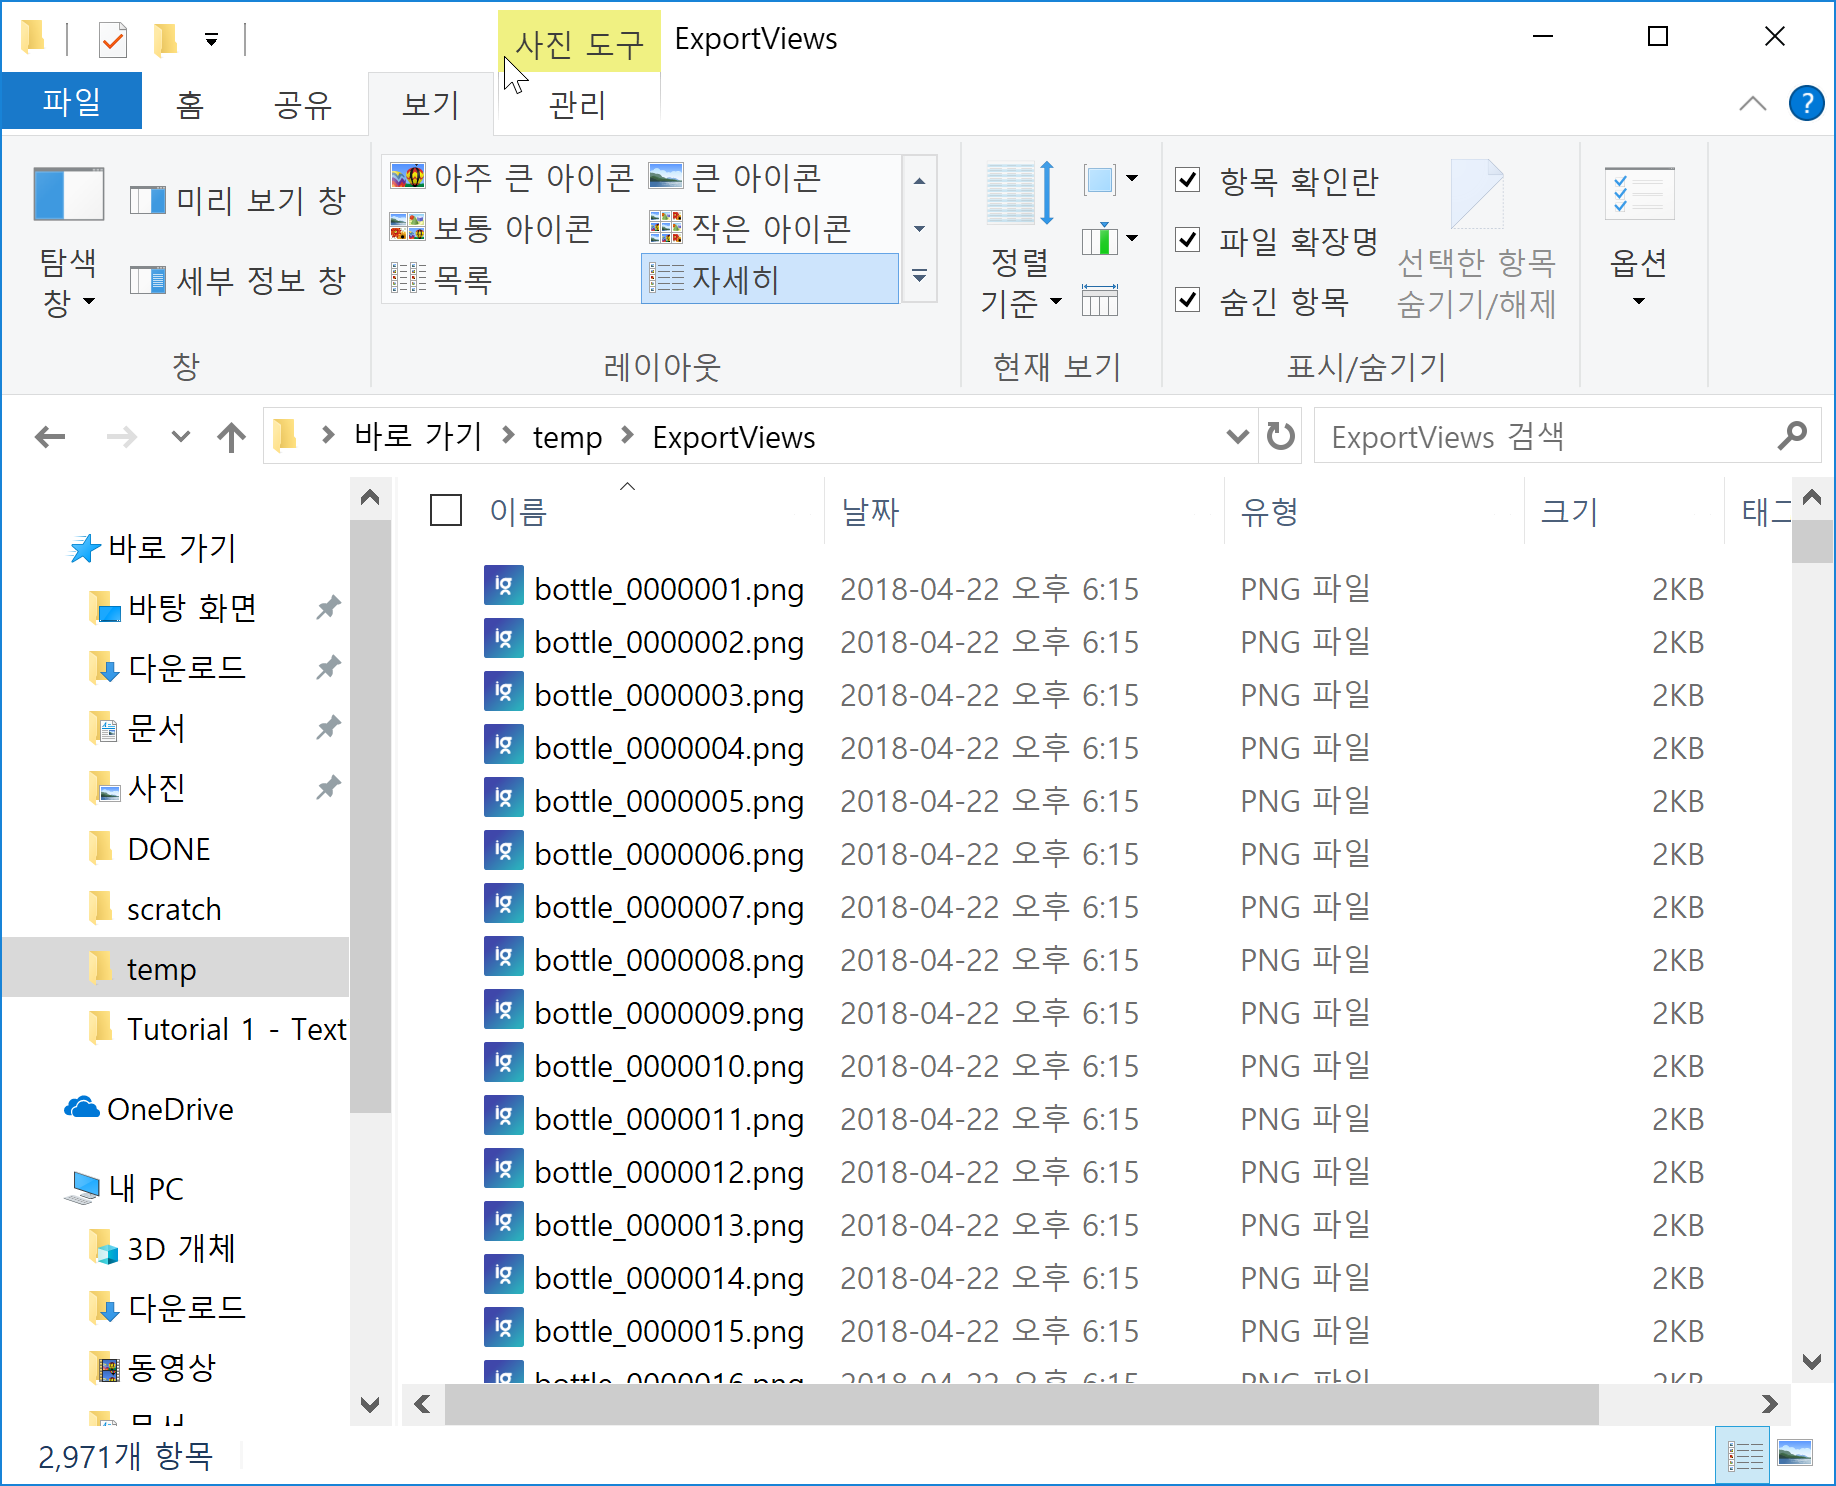 사진 도구 ExportViews
파일 홈 공유 보기 관리
아주 큰 아이콘 큰 아이콘
보통 아이콘 작은 아이콘
목록 자세히
미리 보기 창
세부 정보 창
탐색
창
정렬
기준
항목 확인란
파일 확장명
숨긴 항목
선택한 항목
숨기기/해제
옵션
창 레이아웃 현재 보기 표시/숨기기
바로 가기 temp ExportViews
ExportViews 검색
바로 가기
바탕 화면
다운로드
문서
사진
DONE
scratch
temp
Tutorial 1 - Text
OneDrive
내 PC
3D 개체
다운로드
동영상
문서
이름 날짜 유형 크기 태그
bottle_0000001.png 2018-04-22 오후 6:15 PNG 파일 2KB
bottle_0000002.png 2018-04-22 오후 6:15 PNG 파일 2KB
bottle_0000003.png 2018-04-22 오후 6:15 PNG 파일 2KB
bottle_0000004.png 2018-04-22 오후 6:15 PNG 파일 2KB
bottle_0000005.png 2018-04-22 오후 6:15 PNG 파일 2KB
bottle_0000006.png 2018-04-22 오후 6:15 PNG 파일 2KB
bottle_0000007.png 2018-04-22 오후 6:15 PNG 파일 2KB
bottle_0000008.png 2018-04-22 오후 6:15 PNG 파일 2KB
bottle_0000009.png 2018-04-22 오후 6:15 PNG 파일 2KB
bottle_0000010.png 2018-04-22 오후 6:15 PNG 파일 2KB
bottle_0000011.png 2018-04-22 오후 6:15 PNG 파일 2KB
bottle_0000012.png 2018-04-22 오후 6:15 PNG 파일 2KB
bottle_0000013.png 2018-04-22 오후 6:15 PNG 파일 2KB
bottle_0000014.png 2018-04-22 오후 6:15 PNG 파일 2KB
bottle_0000015.png 2018-04-22 오후 6:15 PNG 파일 2KB
bottle_0000016.png 2018-04-22 오후 6:15 PNG 파일 2KB
2,971개 항목